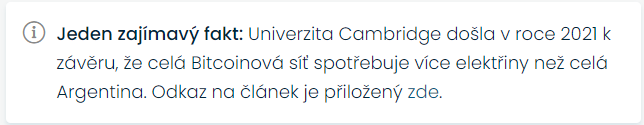 Jeden zajímavý fakt: Univerzita Cambridge došla v roce 2021 k
závěru, že celá Bitcoinová síť spotřebuje více elektřiny než celá
Argentina. Odkaz na článek je přiložený zde.